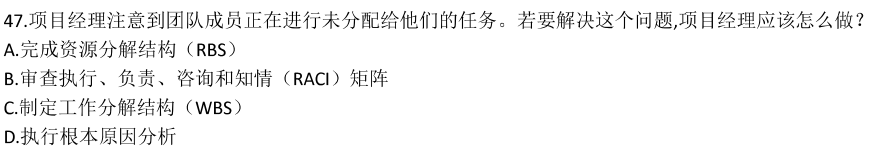 47.项目经理注意到团队成员正在进行未分配给他们的任务。若要解决这个问题,项目经理应该怎么做？
A.完成资源分解结构（RBS）
B.审查执行、负责、咨询和知情（RACI）矩阵
C.制定工作分解结构（WBS）
D.执行根本原因分析